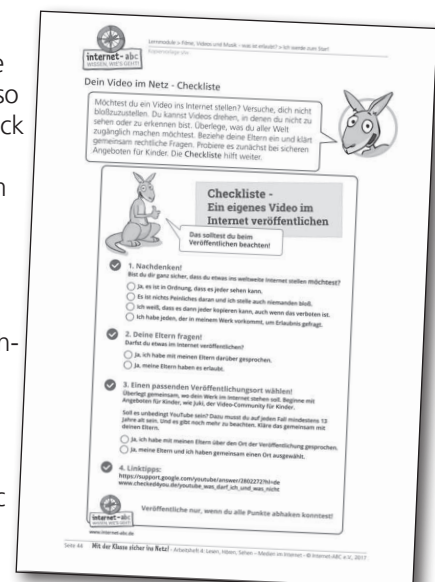 e
so
ck
n
h-
c
internet-abc
WISSEN, WIE'S GEHT!
Lernmodule > Filme, Videos und Musik – was ist erlaubt? > Ich werde zum Star!
Dein Video im Netz - Checkliste
Möchtest du ein Video ins Internet stellen? Versuche, dich nicht
bloßzustellen. Du kannst Videos drehen, in denen du nicht zu
sehen oder zu erkennen bist. Überlege, was du aller Welt
zugänglich machen möchtest. Beziehe deine Eltern ein und klärt
gemeinsam rechtliche Fragen. Probiere es zunächst bei sicheren
Angeboten für Kinder. Die Checkliste hilft weiter.
Checkliste -
Ein eigenes Video im
Internet veröffentlichen
Das solltest du beim
Veröffentlichen beachten!
1. Nachdenken!
Bist du dir ganz sicher, dass du etwas ins weltweite Internet stellen möchtest?
Ja, es ist in Ordnung, dass es jeder sehen kann.
Es ist nichts Peinliches daran und ich stelle auch niemanden bloß.
Ich weiß, dass es dann jeder kopieren kann, auch wenn das verboten ist.
Ich habe jeden, der in meinem Werk vorkommt, um Erlaubnis gefragt.
2. Deine Eltern fragen!
Darfst du etwas im Internet veröffentlichen?
Ja, ich habe mit meinen Eltern darüber gesprochen.
Ja, meine Eltern haben es erlaubt.
3. Einen passenden Veröffentlichungsort wählen!
Überlegt gemeinsam, wo dein Werk im Internet stehen soll. Beginne mit
Angeboten für Kinder, wie Juki, der Video-Community für Kinder.
Soll es unbedingt YouTube sein? Dazu musst du auf jeden Fall mindestens 13
Jahre alt sein. Und es gibt noch mehr zu beachten. Kläre das gemeinsam mit
deinen Eltern.
Ja, ich habe mit meinen Eltern über den Ort der Veröffentlichung gesprochen.
Ja, meine Eltern und ich haben gemeinsam einen Ort ausgewählt.
4. Linktipps:
https://support.google.com/youtube/answer/2802272?hl=de
www.checked4you.de/youtube_was_darf_ich_und_was_nicht
internet-abc
WISSEN, WIE'S GEHT!
Veröffentliche nur, wenn du alle Punkte abhaken konntest!
www.internet-abc.de
Seite 44 Mit der Klasse sicher ins Netz! - Arbeitsheft 4: Lesen, Hören, Sehen – Medien im Internet - © Internet-ABC e.V., 2017